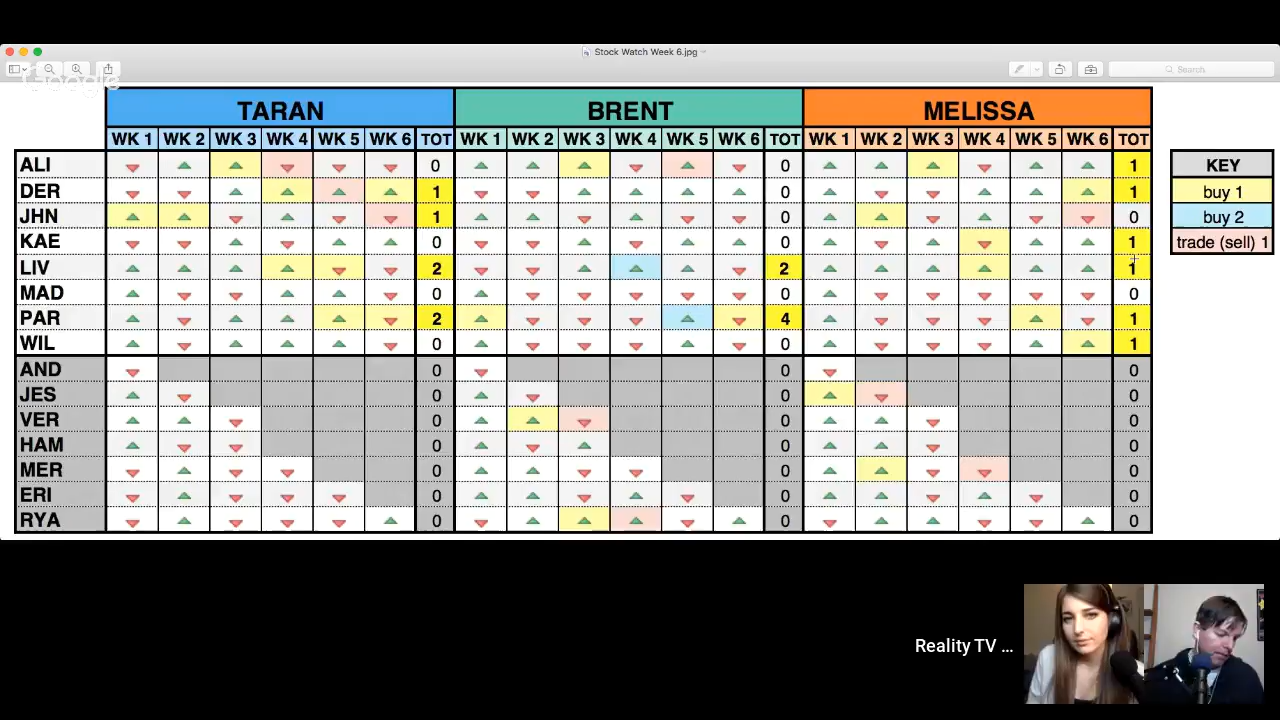 Stock Watch Week 6.jpg
Search
Google
TARAN BRENT MELISSA
WK 1 WK 2 WK 3 WK 4 WK 5 WK 6 TOT WK 1 WK 2 WK 3 WK 4 WK 5 WK 6 TOT WK 1 WK 2 WK 3 WK 4 WK 5 WK 6 TOT
ALI 0 0 1 KEY
DER 1 0 1 buy 1
JHN 1 0 0 buy 2
KAE 0 0 1 trade (sell) 1
LIV 2 2 1
MAD 0 0 0
PAR 2 4 1
WIL 0 0 1
AND 0 0 0
JES 0 0 0
VER 0 0 0
HAM 0 0 0
MER 0 0 0
ERI 0 0 0
RYA 0 0 0
Reality TV ...